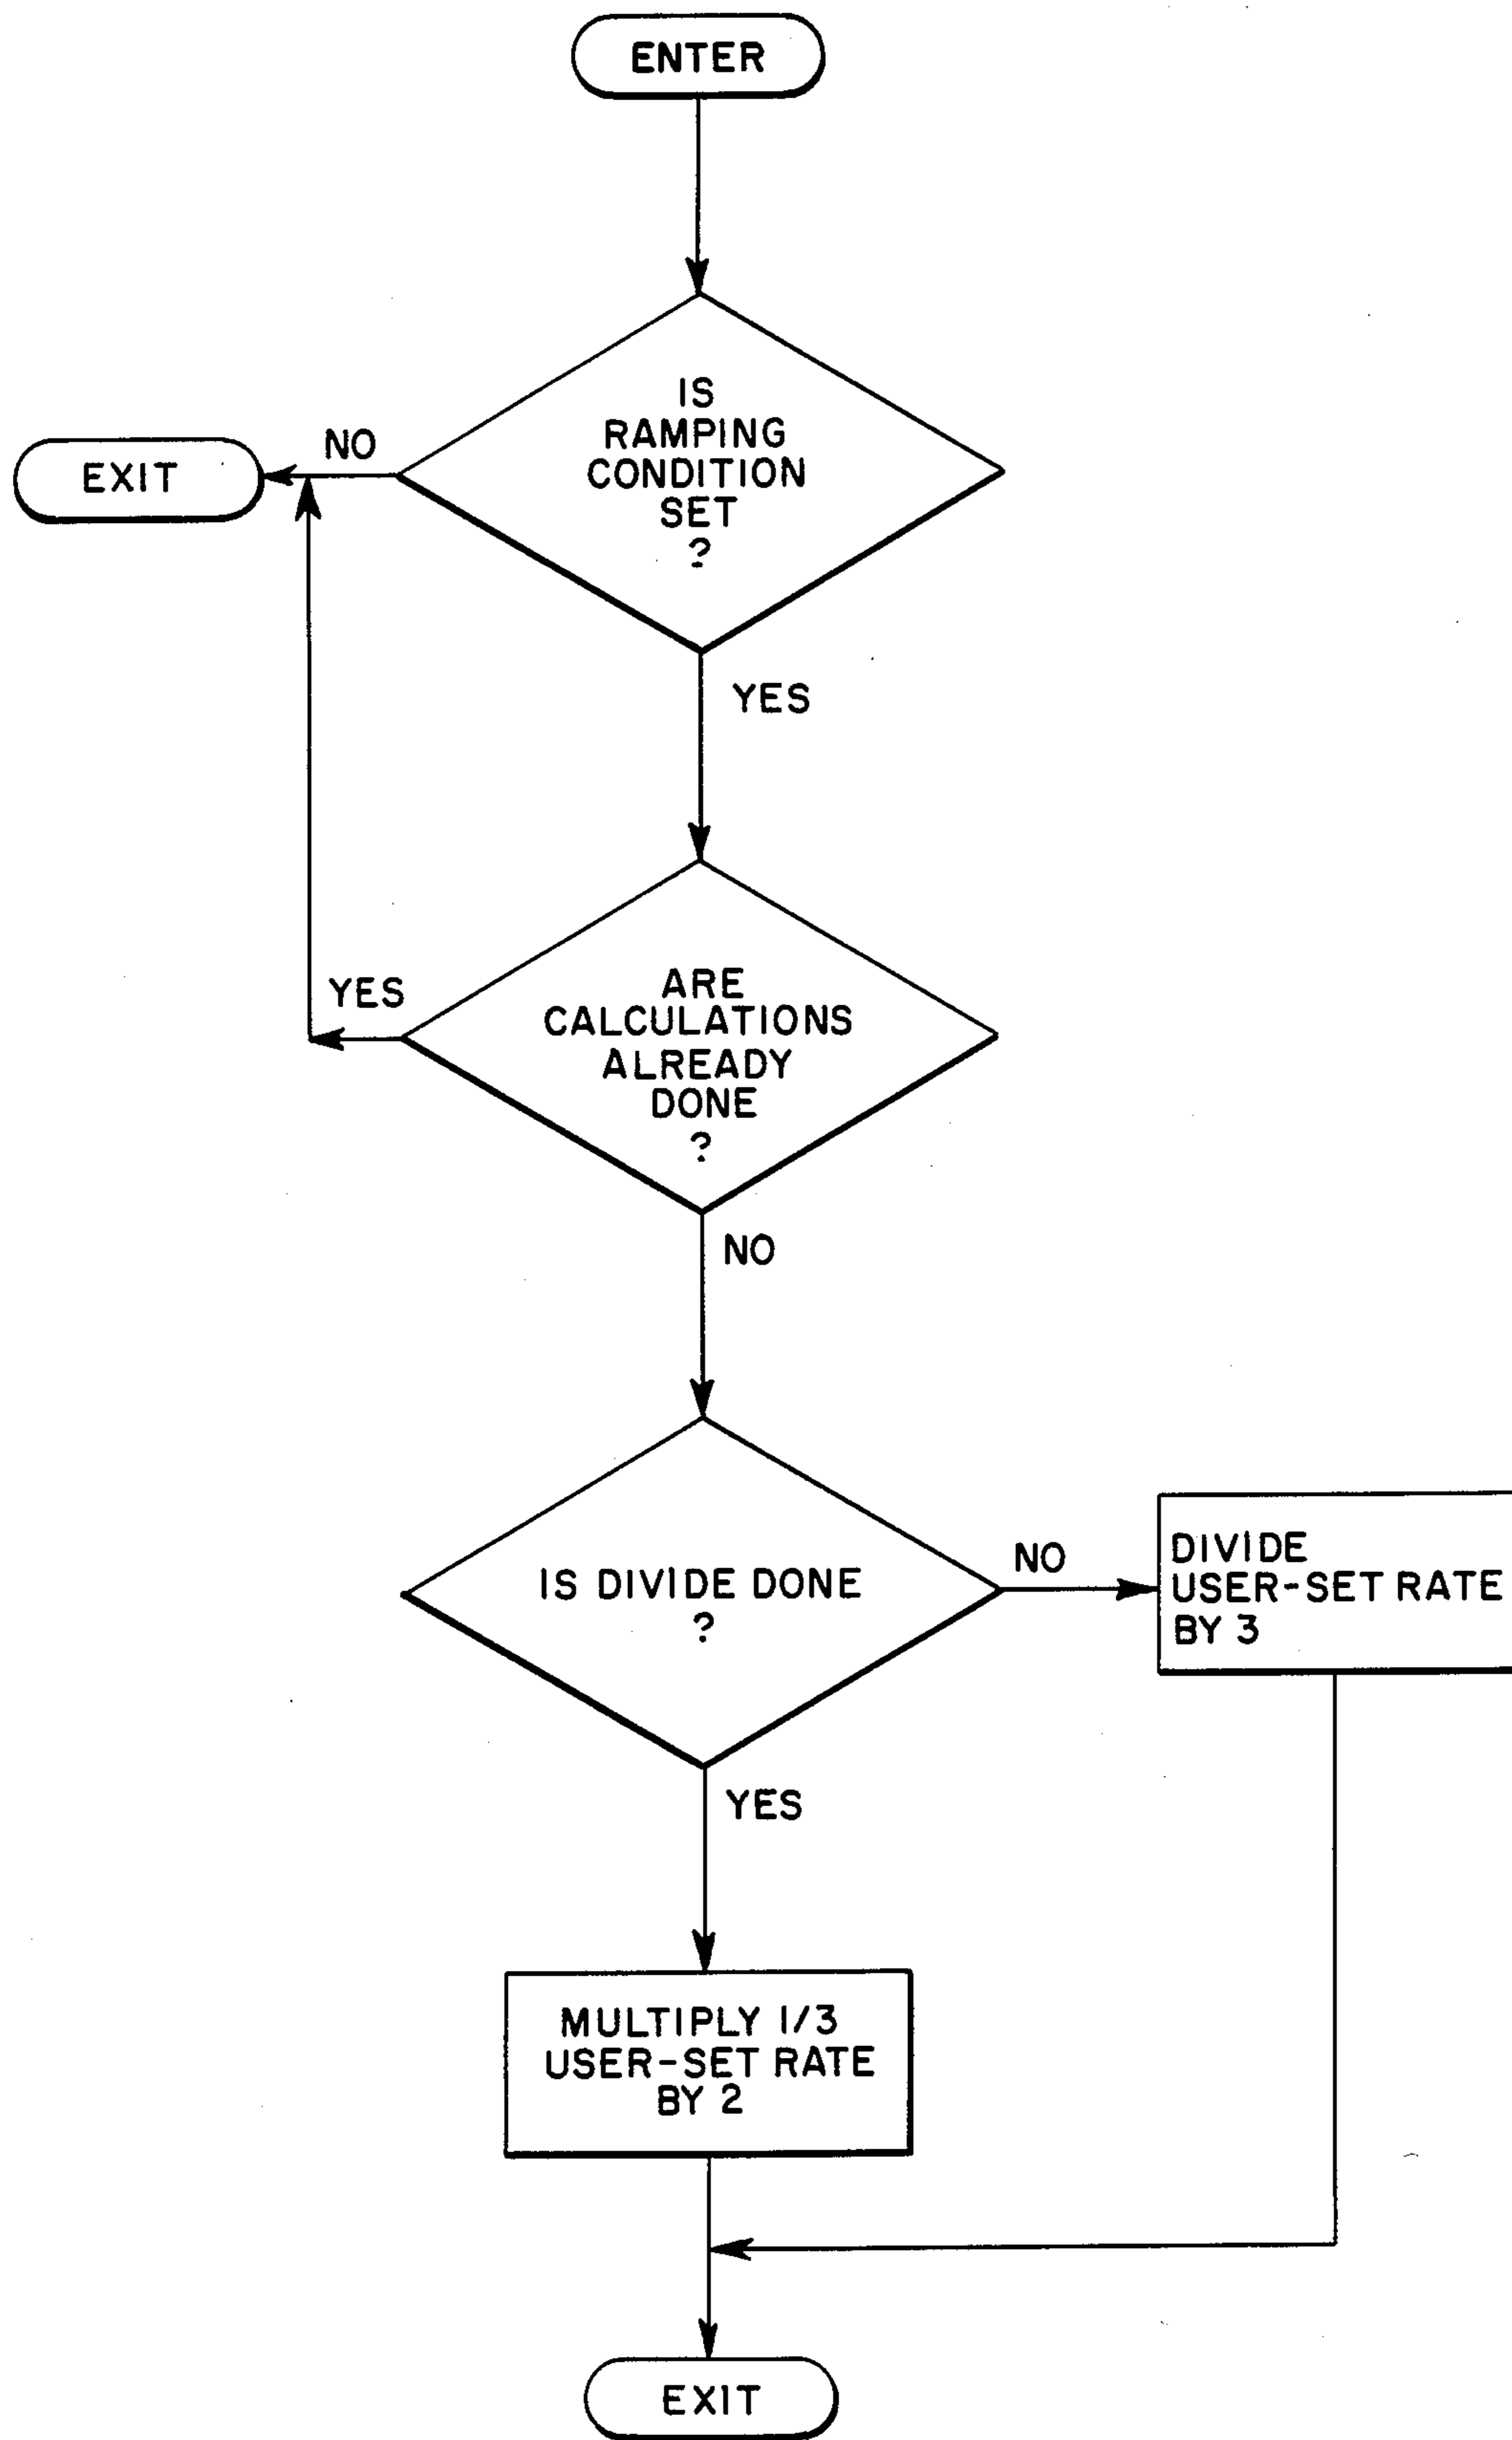 ENTER
IS
RAMPING
CONDITION
SET
?
NO
EXIT
YES
ARE
CALCULATIONS
ALREADY
DONE
?
YES
NO
IS DIVIDE DONE
?
NO
DIVIDE
USER-SET RATE
BY 3
YES
MULTIPLY 1/3
USER-SET RATE
BY 2
EXIT